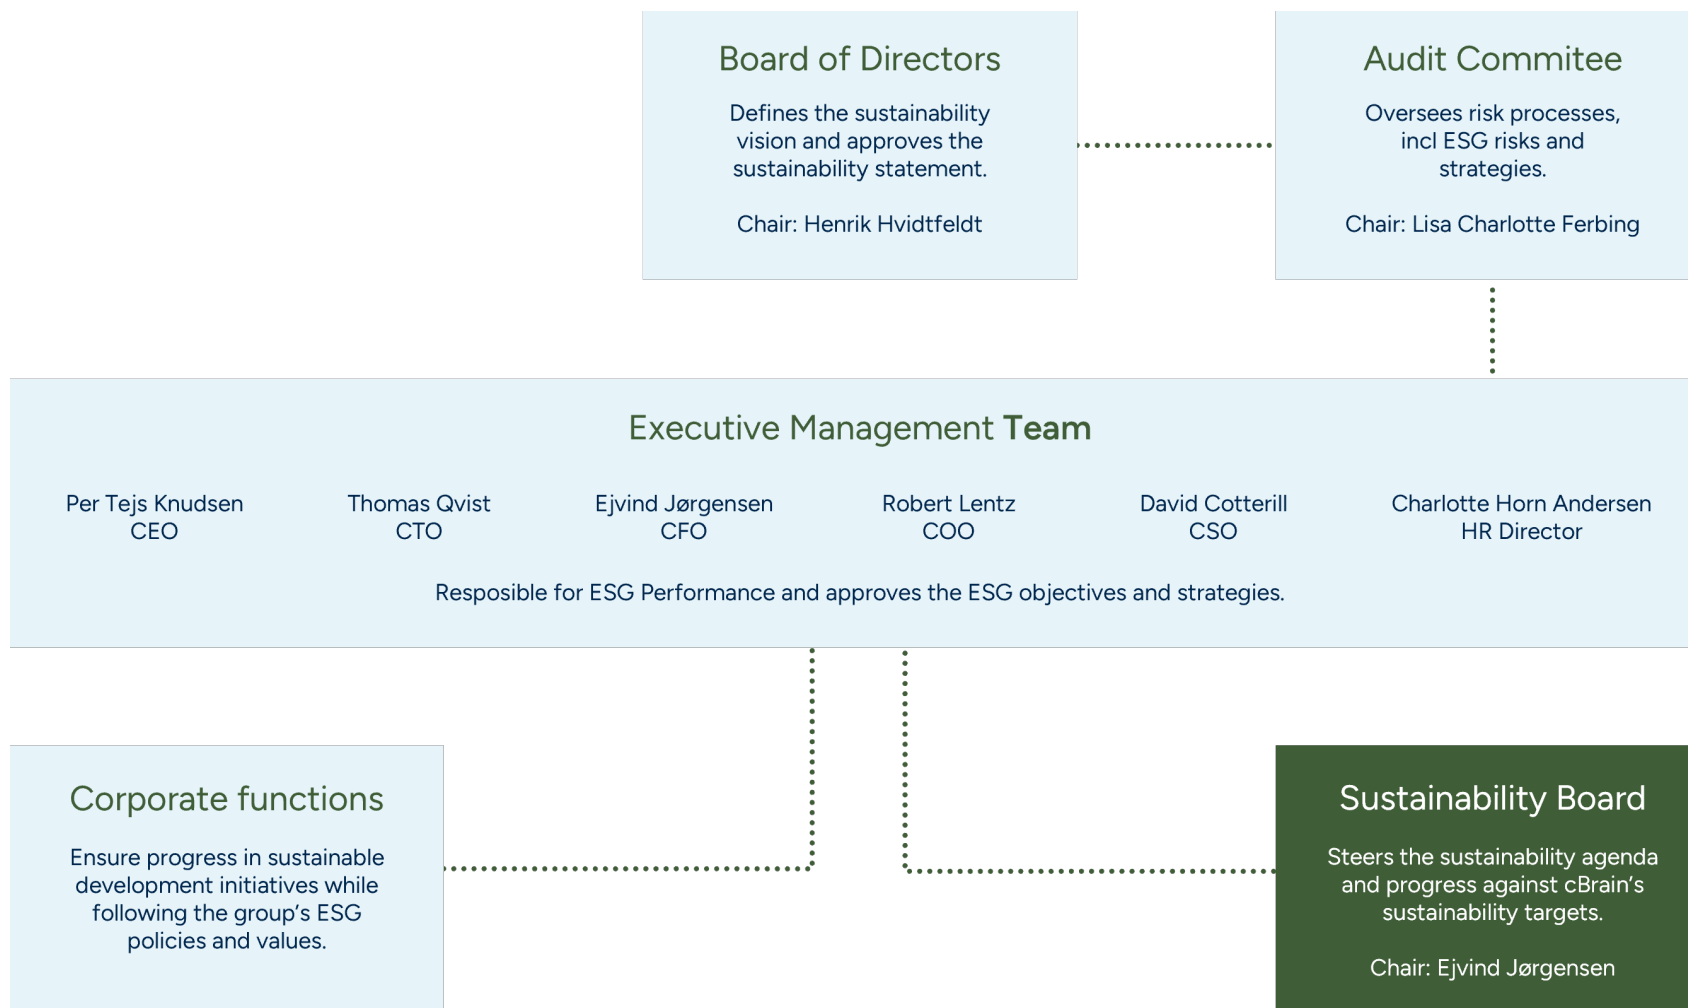 Board of Directors
Defines the sustainability
vision and approves the
sustainability statement.
Chair: Henrik Hvidtfeldt
Audit Commitee
Oversees risk processes,
incl ESG risks and
strategies.
Chair: Lisa Charlotte Ferbing
Executive Management Team
Per Tejs Knudsen
CEO
Thomas Qvist
CTO
Ejvind Jørgensen
CFO
Robert Lentz
COO
David Cotterill
CSO
Charlotte Horn Andersen
HR Director
Resposible for ESG Performance and approves the ESG objectives and strategies.
Corporate functions
Ensure progress in sustainable
development initiatives while
following the group’s ESG
policies and values.
Sustainability Board
Steers the sustainability agenda
and progress against cBrain’s
sustainability targets.
Chair: Ejvind Jørgensen